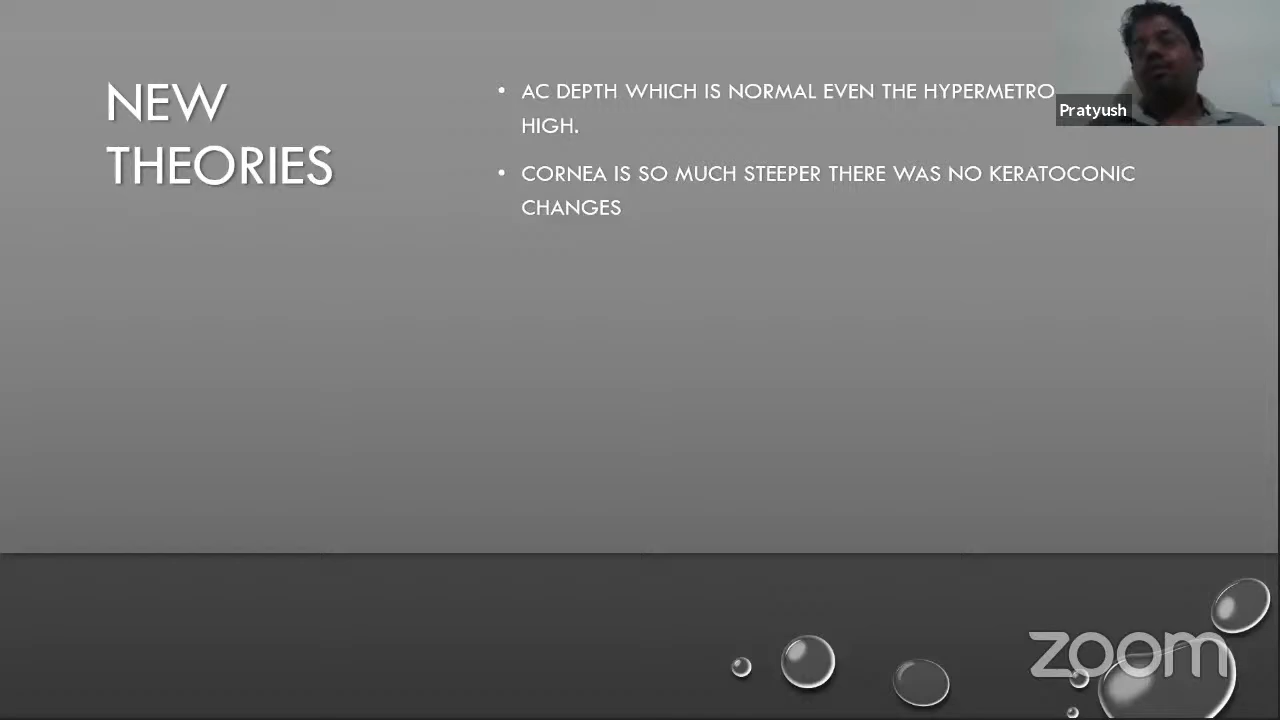 NEW
THEORIES
• AC DEPTH WHICH IS NORMAL EVEN THE HYPERMETRO
HIGH.
• CORNEA IS SO MUCH STEEPER THERE WAS NO KERATOCONIC
CHANGES
Pratyush
zoom